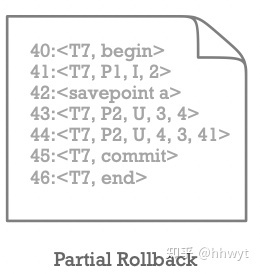 40:<T7, begin>
41:<T7, P1, I, 2>
42:<savepoint a>
43:<T7, P2, U, 3, 4>
44:<T7, P2, U, 4, 3, 41>
45:<T7, commit>
46:<T7, end>
知乎 @hhwyt
Partial Rollback